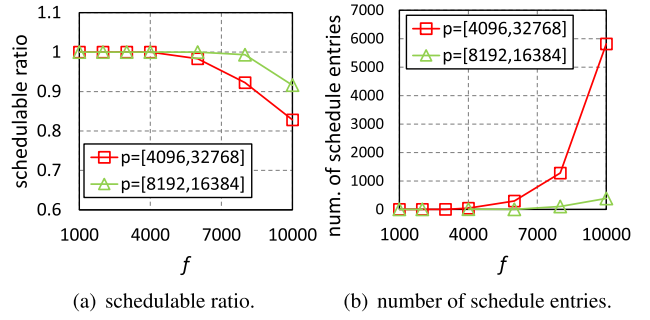 1.1
1
0.9
0.8
0.7
0.6
schedulable ratio
p=[4096,32768]
p=[8192,16384]
1000 4000 7000 10000
f
(a) schedulable ratio.
7000
6000
5000
4000
3000
2000
1000
0
num. of schedule entries
p=[4096,32768]
p=[8192,16384]
1000 4000 7000 10000
f
(b) number of schedule entries.